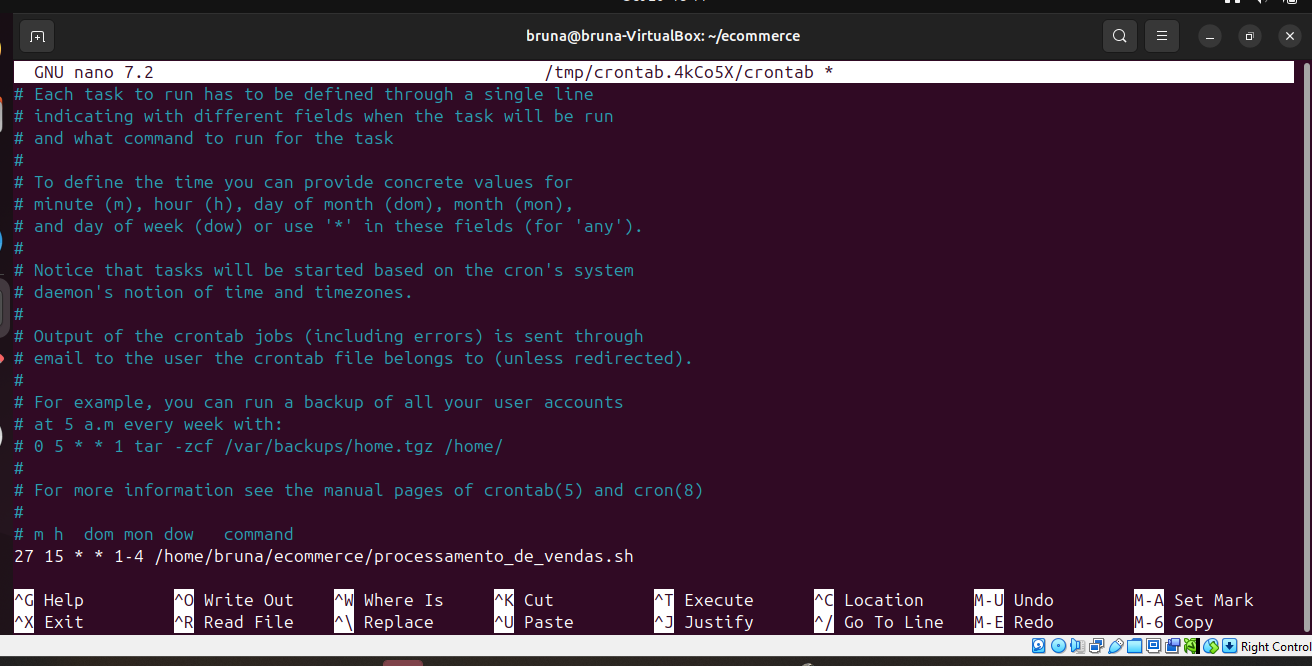 bruna@bruna-VirtualBox: ~/ecommerce
GNU nano 7.2 /tmp/crontab.4kCo5X/crontab *
# Each task to run has to be defined through a single line
# indicating with different fields when the task will be run
# and what command to run for the task
#
# To define the time you can provide concrete values for
# minute (m), hour (h), day of month (dom), month (mon),
# and day of week (dow) or use '*' in these fields (for 'any').
#
# Notice that tasks will be started based on the cron's system
# daemon's notion of time and timezones.
#
# Output of the crontab jobs (including errors) is sent through
# email to the user the crontab file belongs to (unless redirected).
#
# For example, you can run a backup of all your user accounts
# at 5 a.m every week with:
# 0 5 * * 1 tar -zcf /var/backups/home.tgz /home/
#
# For more information see the manual pages of crontab(5) and cron(8)
#
# m h  dom mon dow   command
27 15 * * 1-4 /home/bruna/ecommerce/processamento_de_vendas.sh
^G Help ^O Write Out ^W Where Is ^K Cut ^T Execute ^C Location M-U Undo M-A Set Mark
^X Exit ^R Read File ^\ Replace ^U Paste ^J Justify ^/ Go To Line M-E Redo M-6 Copy
Right Control